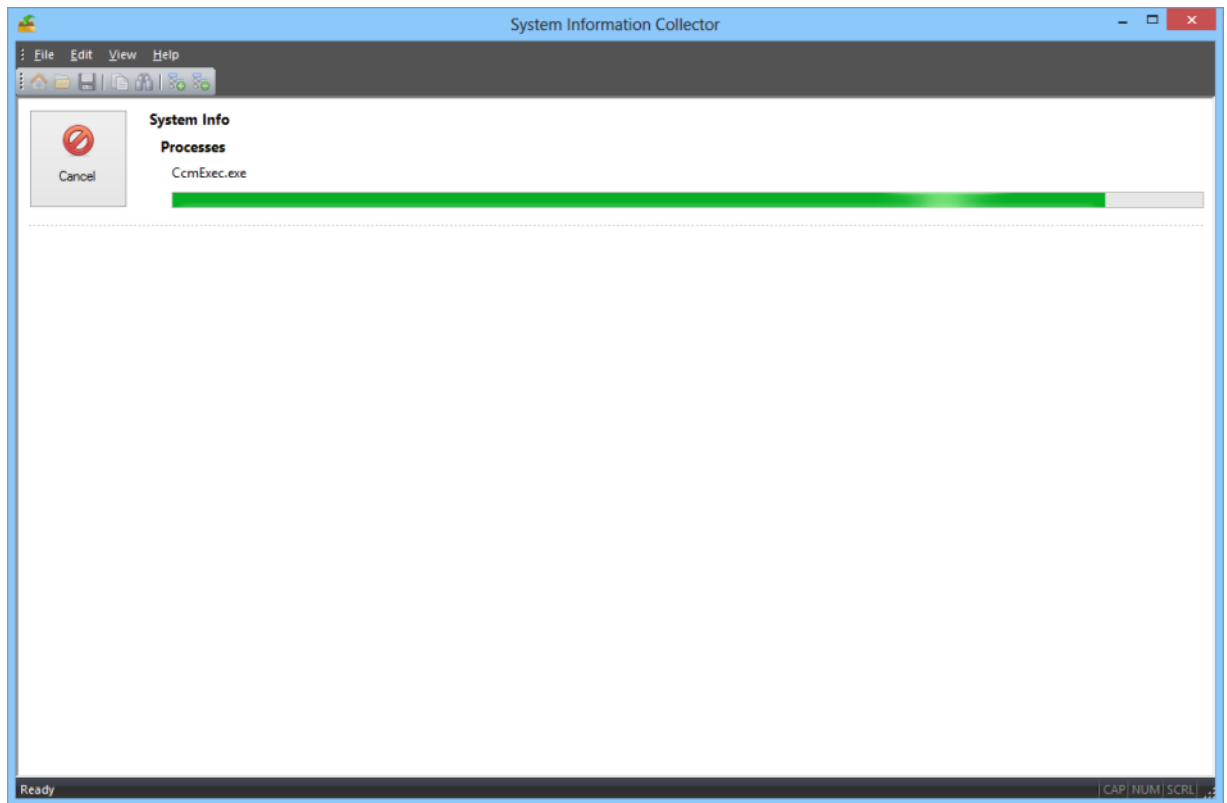 System Information Collector
File Edit View Help
System Info
Processes
Cancel
CcmExec.exe
Ready
CAP NUM SCRL